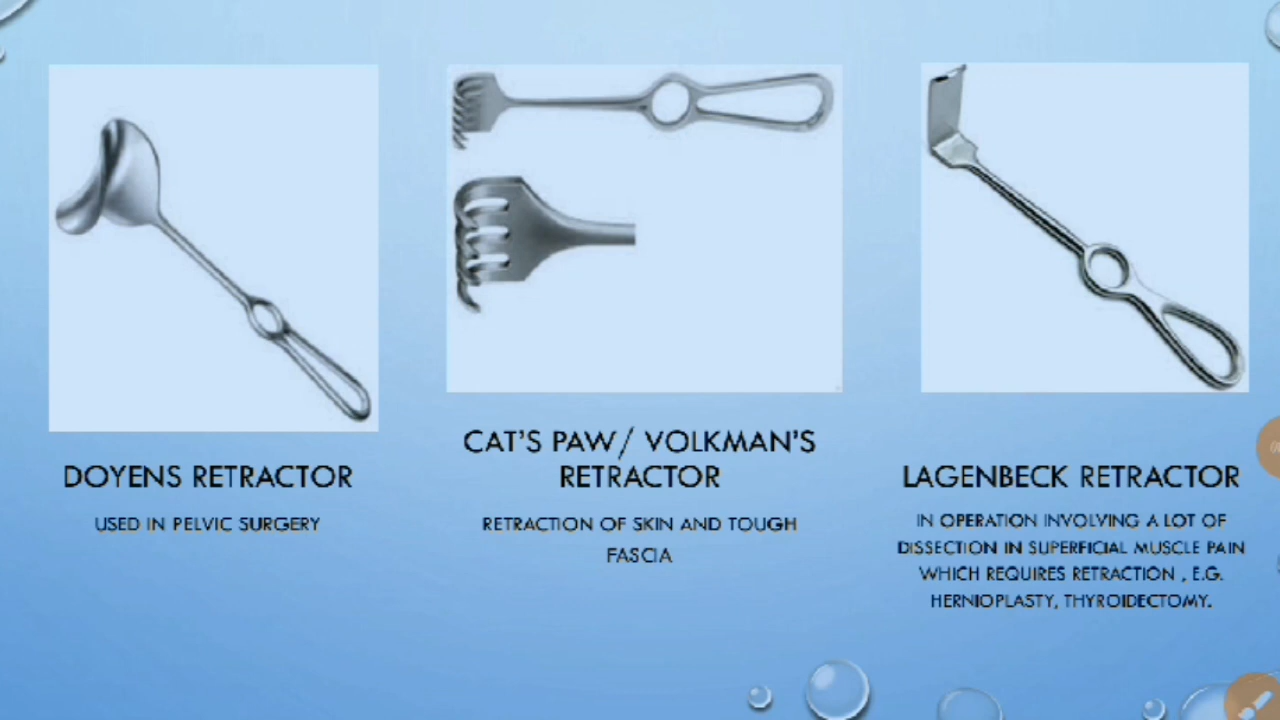 DOYENS RETRACTOR
USED IN PELVIC SURGERY
CAT'S PAW/ VOLKMAN'S
RETRACTOR
RETRACTION OF SKIN AND TOUGH
FASCIA
LAGENBECK RETRACTOR
IN OPERATION INVOLVING A LOT OF
DISSECTION IN SUPERFICIAL MUSCLE PAIN
WHICH REQUIRES RETRACTION , E.G.
HERNIOPLASTY, THYROIDECTOMY.